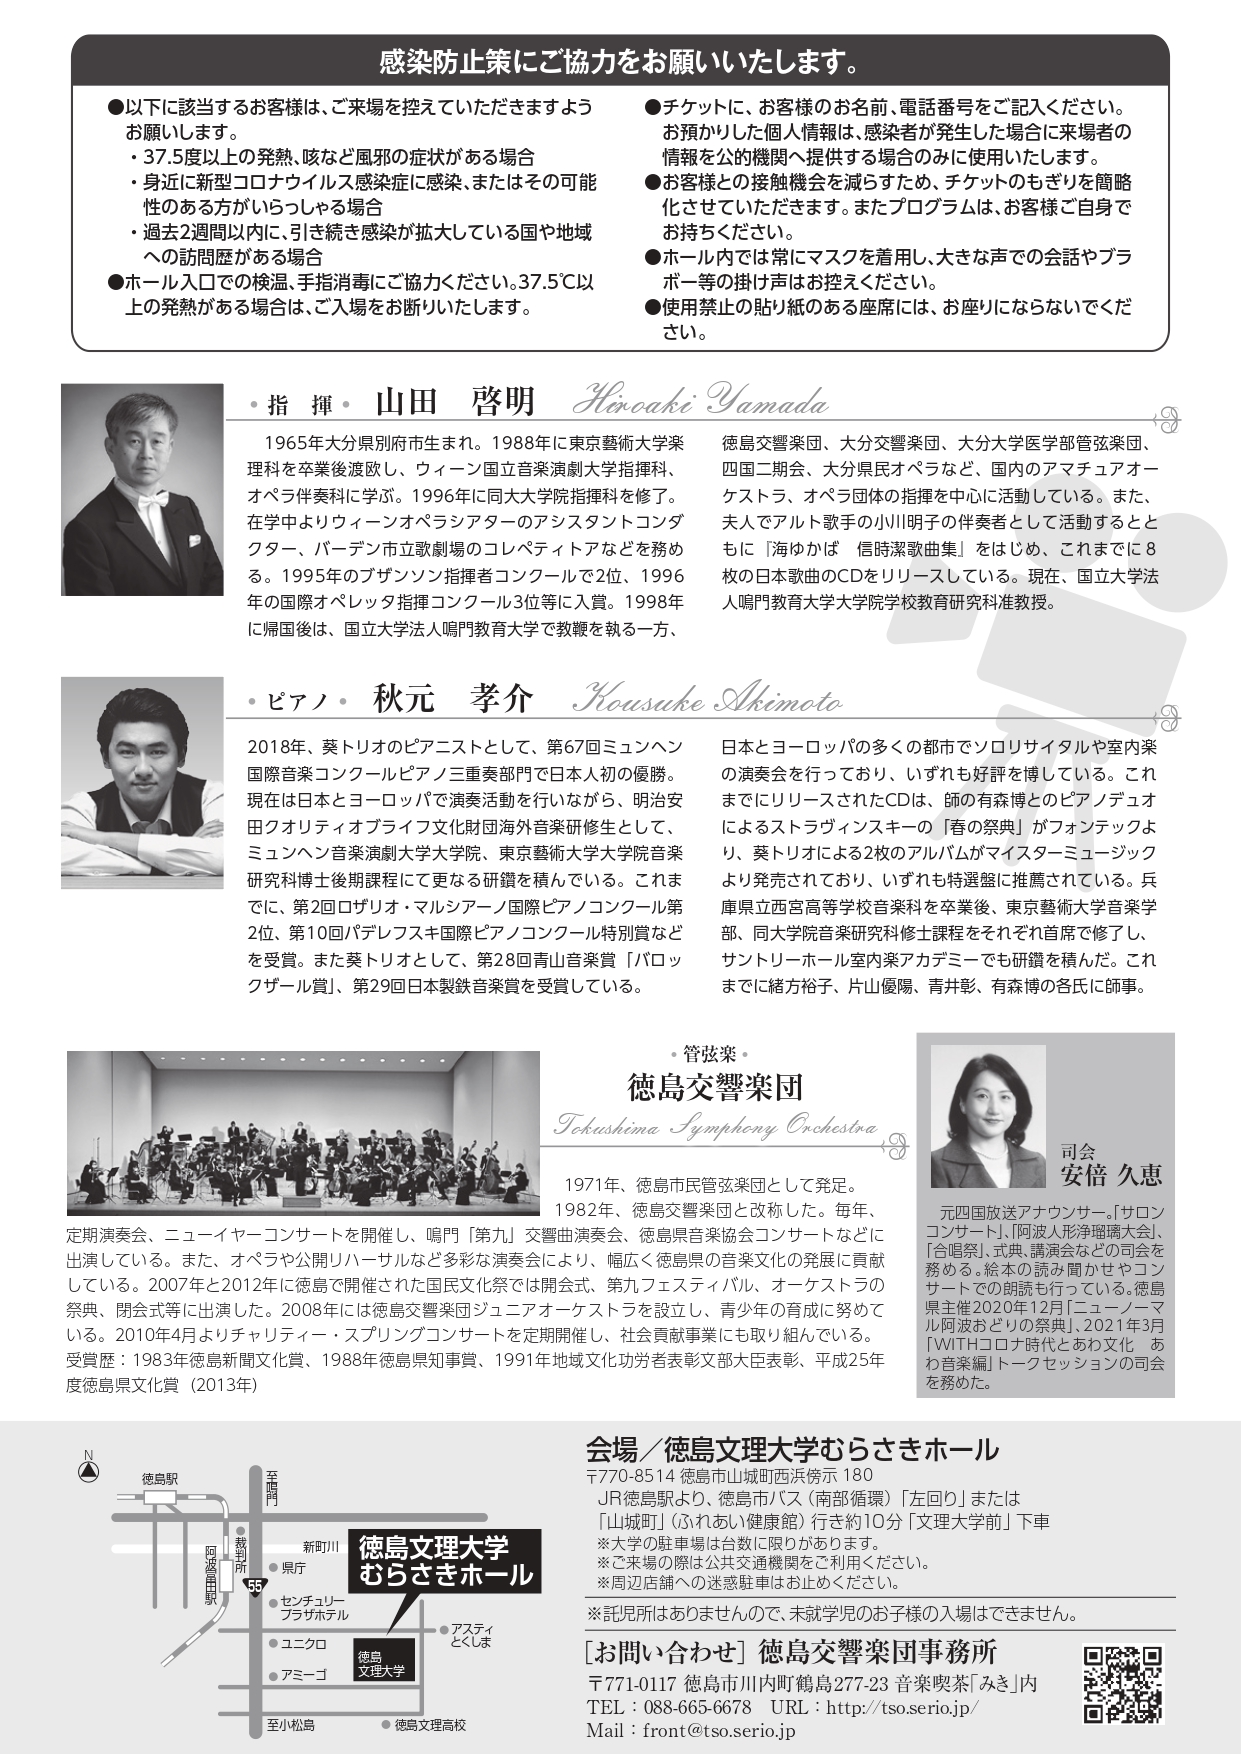 感染防止策にご協力をお願いいたします。
●以下に該当するお客様は、ご来場を控えていただきますよう
お願いします。
・37.5度以上の発熱、咳など風邪の症状がある場合
・身近に新型コロナウイルス感染症に感染、またはその可能
性のある方がいらっしゃる場合
・過去2週間以内に、引き続き感染が拡大している国や地域
への訪問歴がある場合
●ホール入口での検温、手指消毒にご協力ください。37.5℃以
上の発熱がある場合は、ご入場をお断りいたします。
●チケットに、お客様のお名前、電話番号をご記入ください。
お預かりした個人情報は、感染者が発生した場合に来場者の
情報を公的機関へ提供する場合のみに使用いたします。
●お客様との接触機会を減らすため、チケットのもぎりを簡略
化させていただきます。またプログラムは、お客様ご自身で
お持ちください。
●ホール内では常にマスクを着用し、大きな声での会話やブラ
ボー等の掛け声はお控えください。
●使用禁止の貼り紙のある座席には、お座りにならないでくだ
さい。
・指 揮・ 山田 啓明 Hiroaki Yamada
1965年大分県別府市生まれ。1988年に東京藝術大学楽
理科を卒業後渡欧し、ウィーン国立音楽演劇大学指揮科、
オペラ伴奏科に学ぶ。1996年に同大大学院指揮科を修了。
在学中よりウィーンオペラシアターのアシスタントコンダ
クター、バーデン市立歌劇場のコレペティトアなどを務め
る。1995年のブザンソン指揮者コンクールで2位、1996
年の国際オペレッタ指揮コンクール3位等に入賞。1998年
に帰国後は、国立大学法人鳴門教育大学で教鞭を執る一方、
徳島交響楽団、大分交響楽団、大分大学医学部管弦楽団、
四国二期会、大分県民オペラなど、国内のアマチュアオー
ケストラ、オペラ団体の指揮を中心に活動している。また、
夫人でアルト歌手の小川明子の伴奏者として活動するとと
もに『海ゆかば 信時潔歌曲集』をはじめ、これまでに8
枚の日本歌曲のCDをリリースしている。現在、国立大学法
人鳴門教育大学大学院学校教育研究科准教授。
・ピアノ・ 秋元 孝介 Kousuke Akimoto
2018年、葵トリオのピアニストとして、第67回ミュンヘン
国際音楽コンクールピアノ三重奏部門で日本人初の優勝。
現在は日本とヨーロッパで演奏活動を行いながら、明治安
田クオリティオブライフ文化財団海外音楽研修生として、
ミュンヘン音楽演劇大学大学院、東京藝術大学大学院音楽
研究科博士後期課程にて更なる研鑽を積んでいる。これま
でに、第2回ロザリオ・マルシアーノ国際ピアノコンクール第
2位、第10回パデレフスキ国際ピアノコンクール特別賞など
を受賞。また葵トリオとして、第28回青山音楽賞「バロッ
クザール賞」、第29回日本製鉄音楽賞を受賞している。
日本とヨーロッパの多くの都市でソロリサイタルや室内楽
の演奏会を行っており、いずれも好評を博している。これ
までにリリースされたCDは、師の有森博とのピアノデュオ
によるストラヴィンスキーの「春の祭典」がフォンテックよ
り、葵トリオによる2枚のアルバムがマイスターミュージック
より発売されており、いずれも特選盤に推薦されている。兵
庫県立西宮高等学校音楽科を卒業後、東京藝術大学音楽学
部、同大学院音楽研究科修士課程をそれぞれ首席で修了し、
サントリーホール室内楽アカデミーでも研鑽を積んだ。これ
までに緒方裕子、片山優陽、青井彰、有森博の各氏に師事。
・管弦楽・
徳島交響楽団
Tokushima Symphony Orchestra
1971年、徳島市民管弦楽団として発足。
1982年、徳島交響楽団と改称した。毎年、
定期演奏会、ニューイヤーコンサートを開催し、鳴門「第九」交響曲演奏会、徳島県音楽協会コンサートなどに
出演している。また、オペラや公開リハーサルなど多彩な演奏会により、幅広く徳島県の音楽文化の発展に貢献
している。2007年と2012年に徳島で開催された国民文化祭では開会式、第九フェスティバル、オーケストラの
祭典、閉会式等に出演した。2008年には徳島交響楽団ジュニアオーケストラを設立し、青少年の育成に努めて
いる。2010年4月よりチャリティー・スプリングコンサートを定期開催し、社会貢献事業にも取り組んでいる。
受賞歴：1983年徳島新聞文化賞、1988年徳島県知事賞、1991年地域文化功労者表彰文部大臣表彰、平成25年
度徳島県文化賞（2013年）
司会
安倍 久恵
元四国放送アナウンサー。「サロン
コンサート」、「阿波人形浄瑠璃大会」、
「合唱祭」、式典、講演会などの司会を
務める。絵本の読み聞かせやコン
サートでの朗読も行っている。徳島
県主催2020年12月「ニューノーマ
ル阿波おどりの祭典」、2021年3月
「WITHコロナ時代とあわ文化 あ
わ音楽編」トークセッションの司会
を務めた。
N
徳島駅
至鳴門
裁判所
新町川
阿波富田駅
県庁
55
センチュリー
プラザホテル
徳島文理大学
むらさきホール
アスティ
とくしま
ユニクロ
徳島
文理大学
アミーゴ
至小松島
徳島文理高校
会場／徳島文理大学むらさきホール
〒770-8514 徳島市山城町西浜傍示 180
JR徳島駅より、徳島市バス（南部循環）「左回り」または
「山城町」（ふれあい健康館）行き約10分「文理大学前」下車
※大学の駐車場は台数に限りがあります。
※ご来場の際は公共交通機関をご利用ください。
※周辺店舗への迷惑駐車はお止めください。
※託児所はありませんので、未就学児のお子様の入場はできません。
［お問い合わせ］徳島交響楽団事務所
〒771-0117 徳島市川内町鶴島277-23 音楽喫茶「みき」内
TEL：088-665-6678 URL：http://tso.serio.jp/
Mail：front@tso.serio.jp